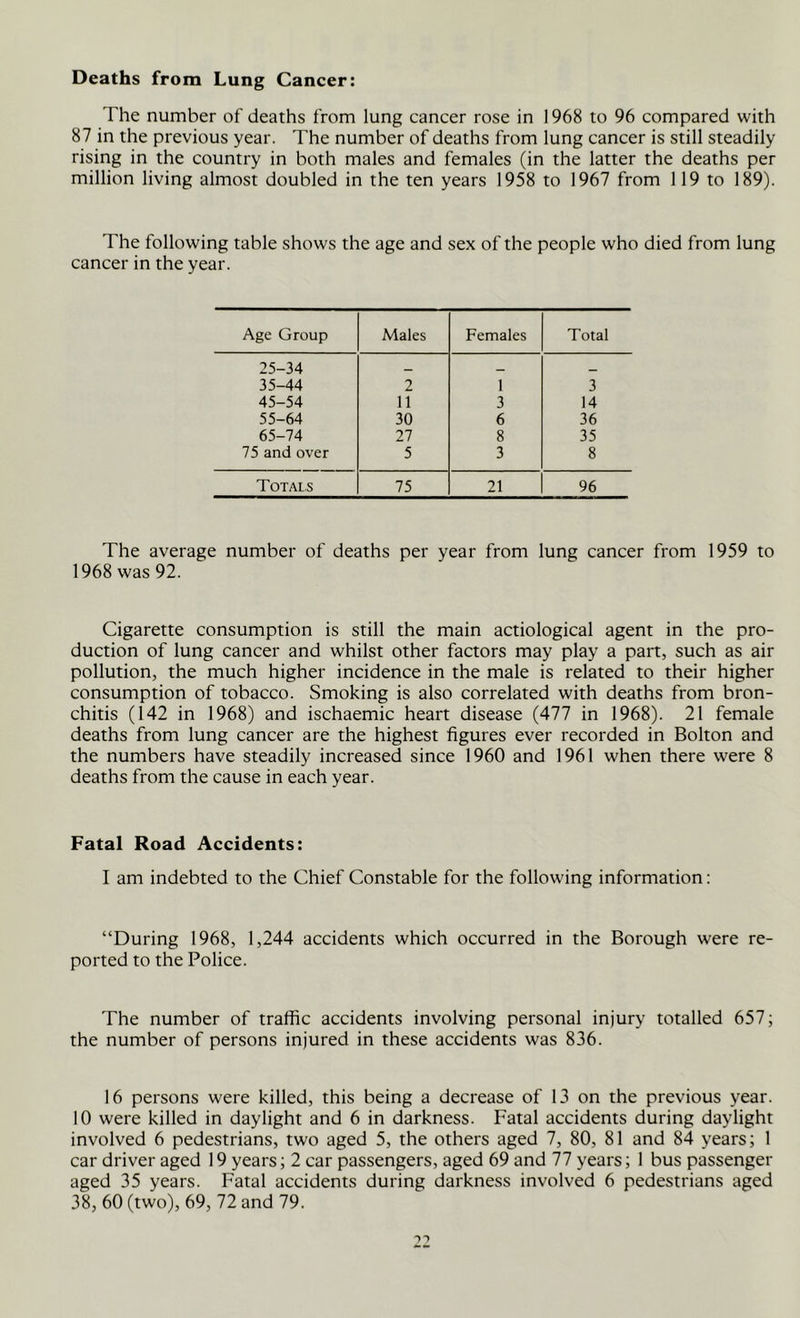 Deaths from Lung Cancer:
The number of deaths from lung cancer rose in 1968 to 96 compared with
87 in the previous year. The number of deaths from lung cancer is still steadily
rising in the country in both males and females (in the latter the deaths per
million living almost doubled in the ten years 1958 to 1967 from 119 to 189).
The following table shows the age and sex of the people who died from lung
cancer in the year.
Age Group Males Females Total
25-34 – – –
35-44 2 1 3
45-54 11 3 14
55-64 30 6 36
65-74 27 8 35
75 and over 5 3 8
TOTALS 75 21 96
The average number of deaths per year from lung cancer from 1959 to
1968 was 92.
Cigarette consumption is still the main actiological agent in the pro-
duction of lung cancer and whilst other factors may play a part, such as air
pollution, the much higher incidence in the male is related to their higher
consumption of tobacco. Smoking is also correlated with deaths from bron-
chitis (142 in 1968) and ischaemic heart disease (477 in 1968). 21 female
deaths from lung cancer are the highest figures ever recorded in Bolton and
the numbers have steadily increased since 1960 and 1961 when there were 8
deaths from the cause in each year.
Fatal Road Accidents:
I am indebted to the Chief Constable for the following information:
“During 1968, 1,244 accidents which occurred in the Borough were re-
ported to the Police.
The number of traffic accidents involving personal injury totalled 657;
the number of persons injured in these accidents was 836.
16 persons were killed, this being a decrease of 13 on the previous year.
10 were killed in daylight and 6 in darkness. Fatal accidents during daylight
involved 6 pedestrians, two aged 5, the others aged 7, 80, 81 and 84 years; 1
car driver aged 19 years; 2 car passengers, aged 69 and 77 years; 1 bus passenger
aged 35 years. Fatal accidents during darkness involved 6 pedestrians aged
38, 60 (two), 69, 72 and 79.
22